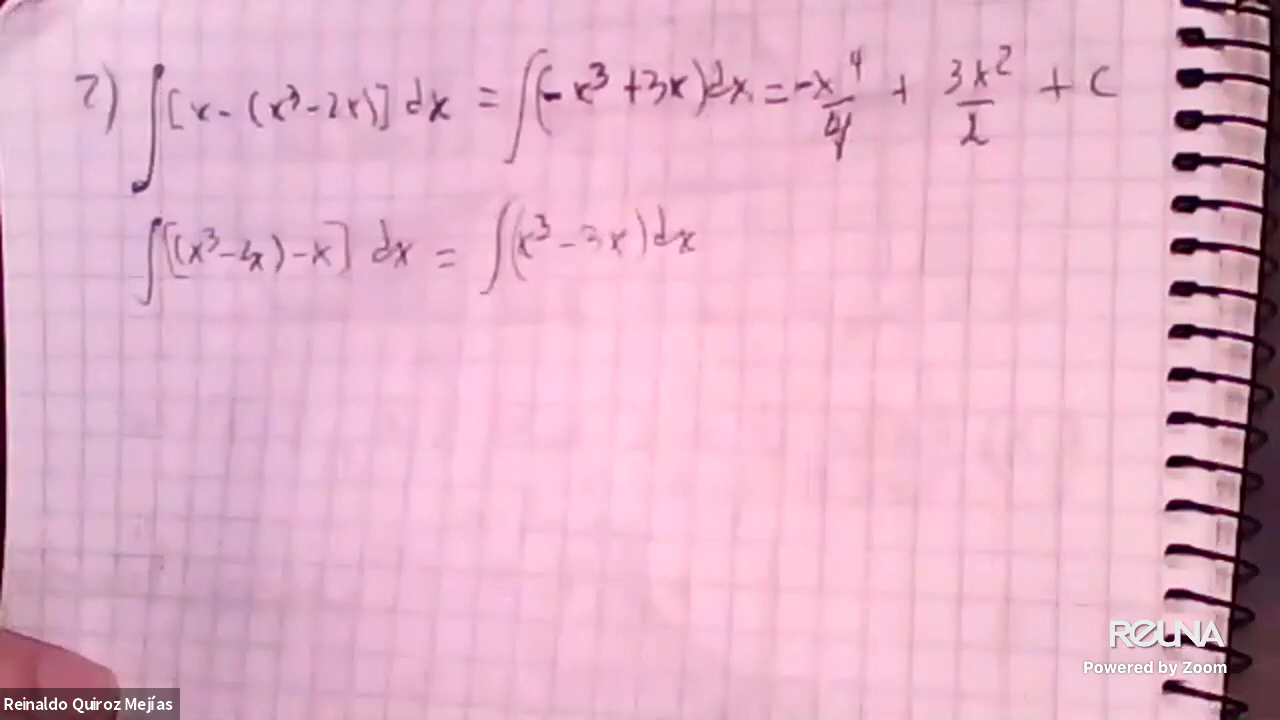 2) ∫[x-(x³-2x)] dx = ∫(-x³+3x)dx = -x⁴/4 + 3x²/2 + C
∫[(x³-2x)-x] dx = ∫(x³-3x)dx
REUNA
Powered by Zoom
Reinaldo Quiroz Mejías